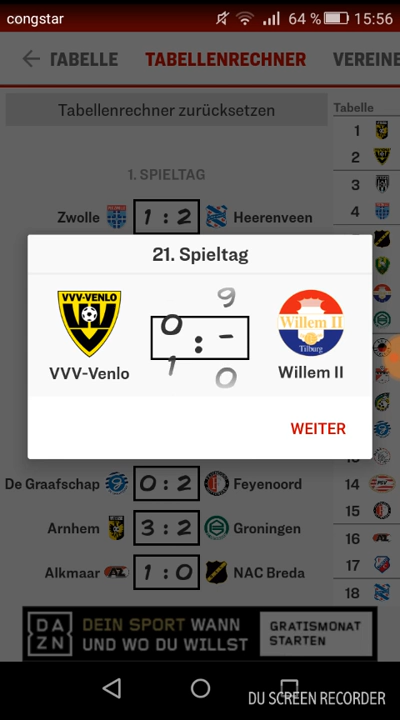 congstar 64 % 15:56
TABELLE TABELLENRECHNER VEREINE
Tabellenrechner zurücksetzen
Tabelle
1
2
3
4
1. SPIELTAG
Zwolle 1 : 2 Heerenveen
21. Spieltag
VVV-VENLO
Willem II
Tilburg
9
0 : -
1 0
VVV-Venlo
Willem II
WEITER
De Graafschap 0 : 2 Feyenoord
14
15
Arnhem 3 : 2 Groningen
16
17
Alkmaar AZ 1 : 0 NAC Breda
18
DAZN
DEIN SPORT WANN
UND WO DU WILLST
GRATISMONAT
STARTEN
DU SCREEN RECORDER